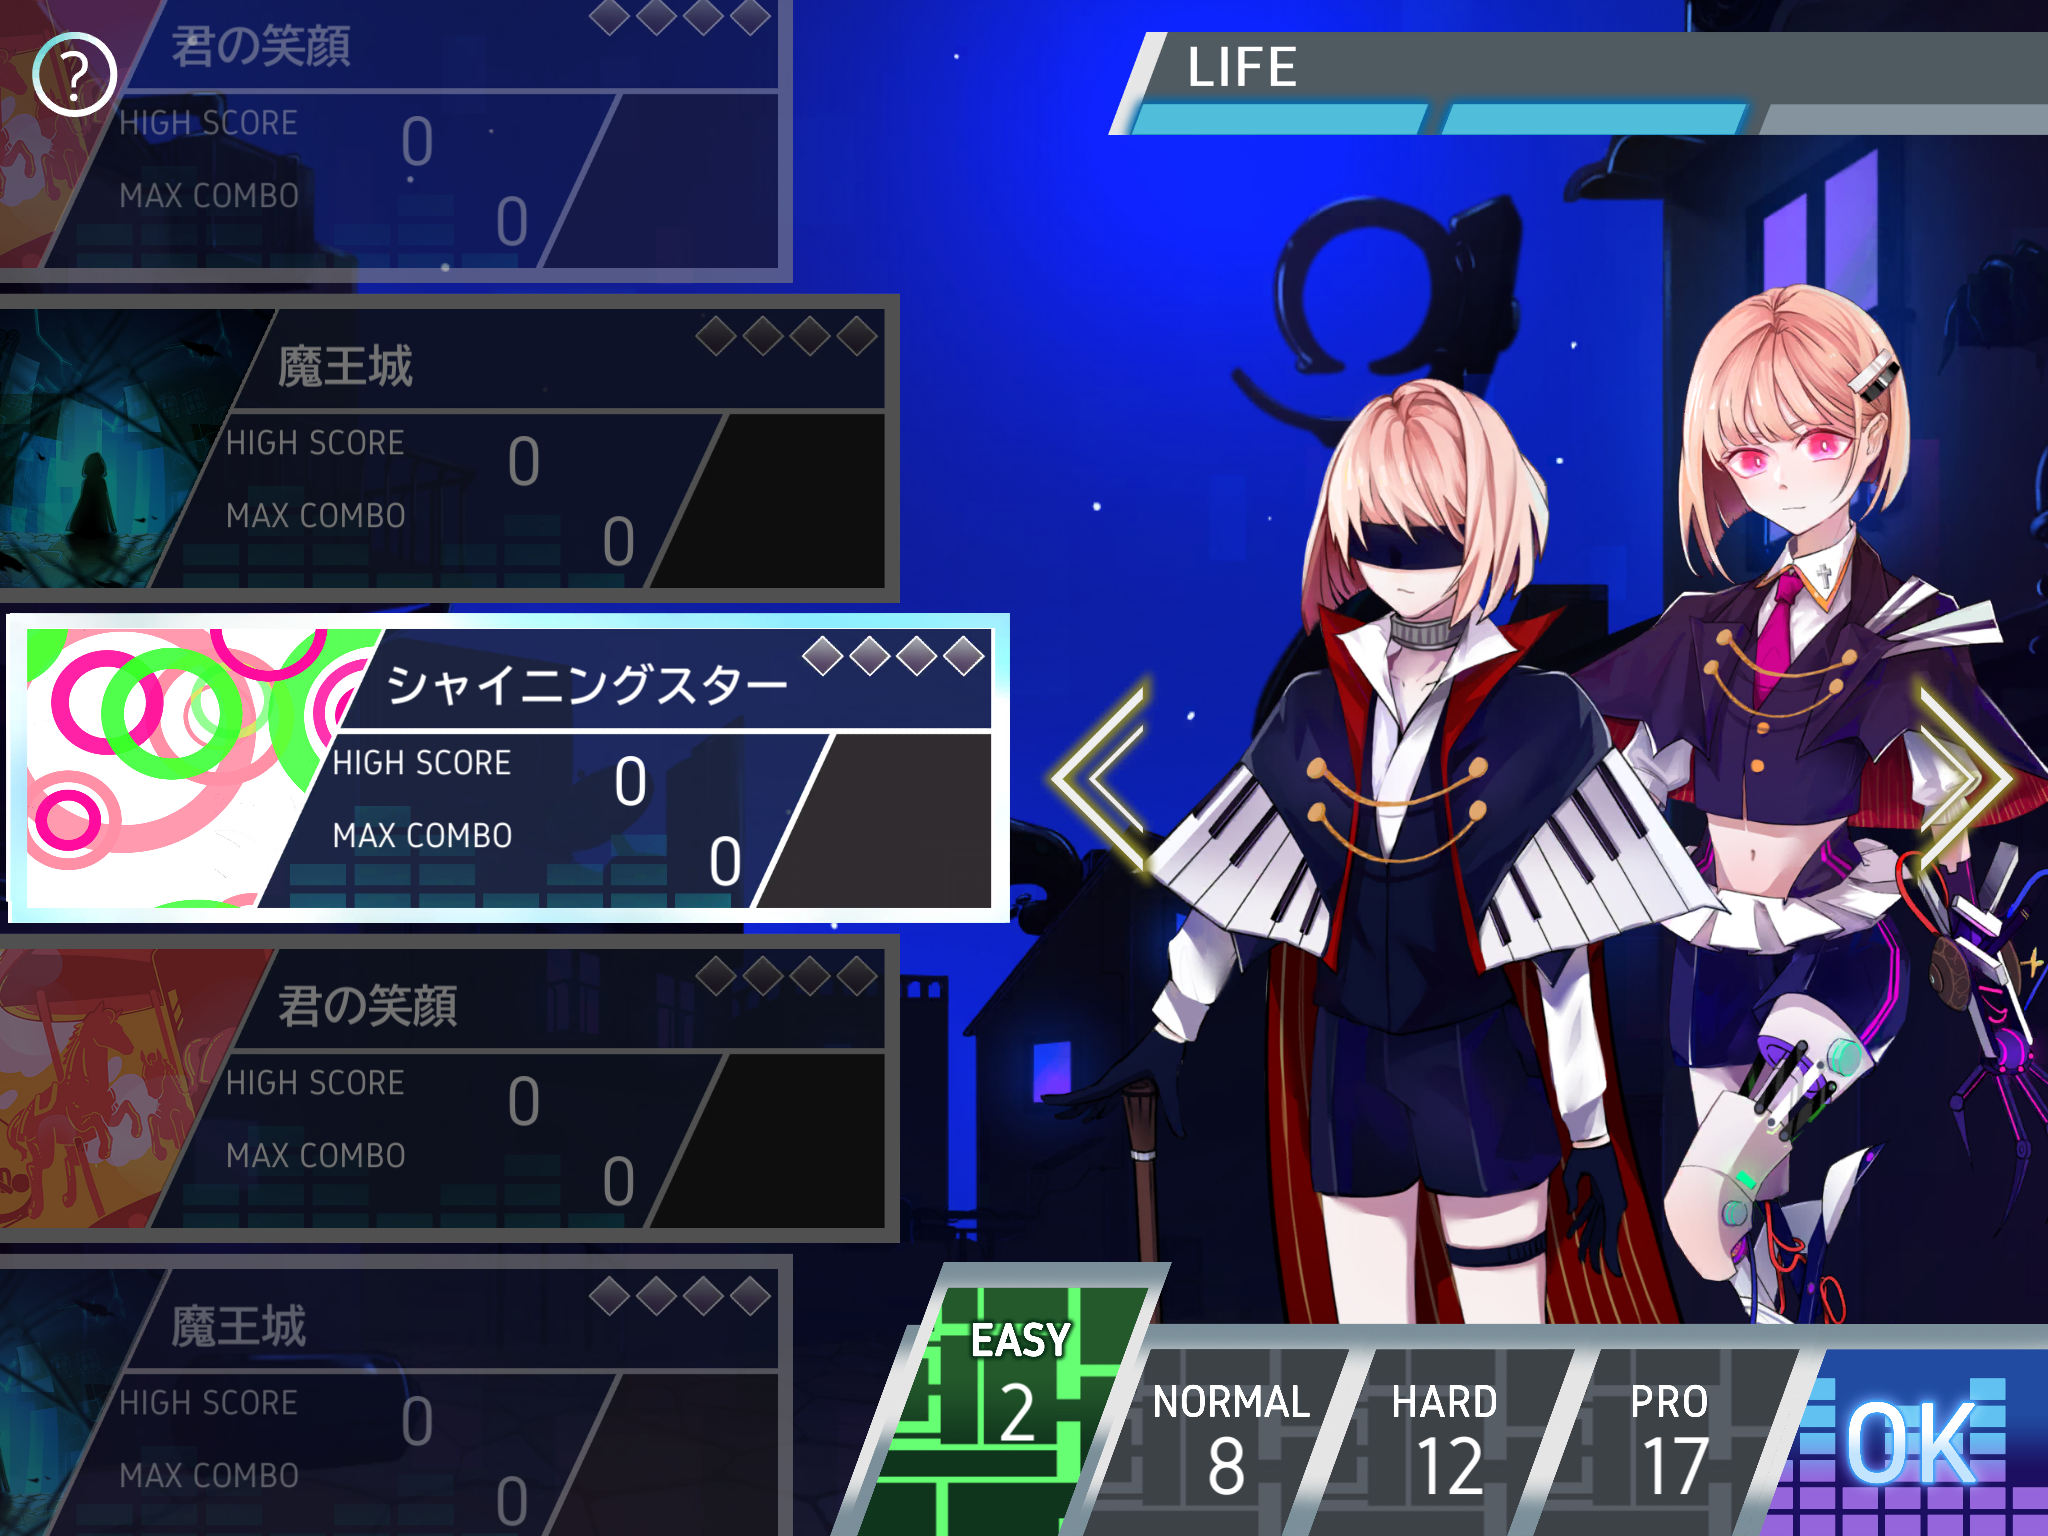 ?
君の笑顔
HIGH SCORE 0
MAX COMBO 0
魔王城
HIGH SCORE 0
MAX COMBO 0
シャイニングスター
HIGH SCORE 0
MAX COMBO 0
君の笑顔
HIGH SCORE 0
MAX COMBO 0
魔王城
HIGH SCORE 0
MAX COMBO 0
LIFE
EASY
2
NORMAL
8
HARD
12
PRO
17
OK